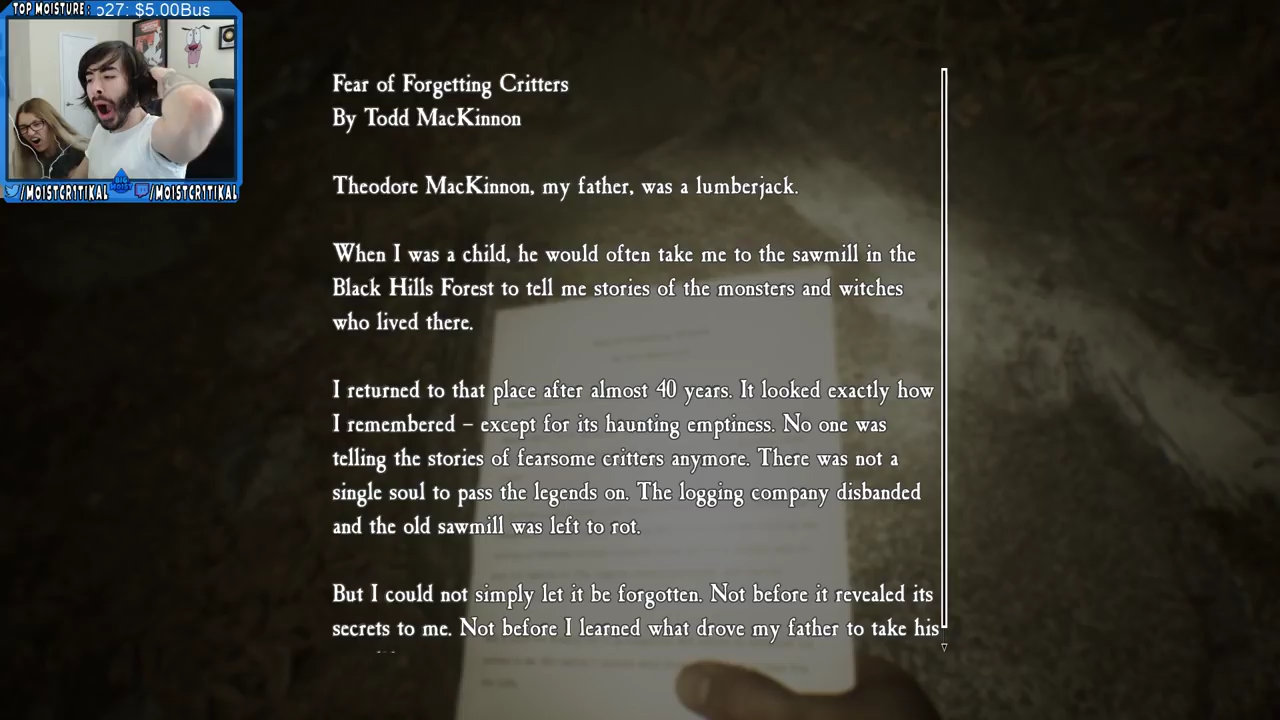 TOP MOISTURE: 27: $5.00Bus
/MOISTCR1TIKAL
BIG MOIST
/MOISTCR1TIKAL
Fear of Forgetting Critters
By Todd MacKinnon
Theodore MacKinnon, my father, was a lumberjack.
When I was a child, he would often take me to the sawmill in the
Black Hills Forest to tell me stories of the monsters and witches
who lived there.
I returned to that place after almost 40 years. It looked exactly how
I remembered – except for its haunting emptiness. No one was
telling the stories of fearsome critters anymore. There was not a
single soul to pass the legends on. The logging company disbanded
and the old sawmill was left to rot.
But I could not simply let it be forgotten. Not before it revealed its
secrets to me. Not before I learned what drove my father to take his